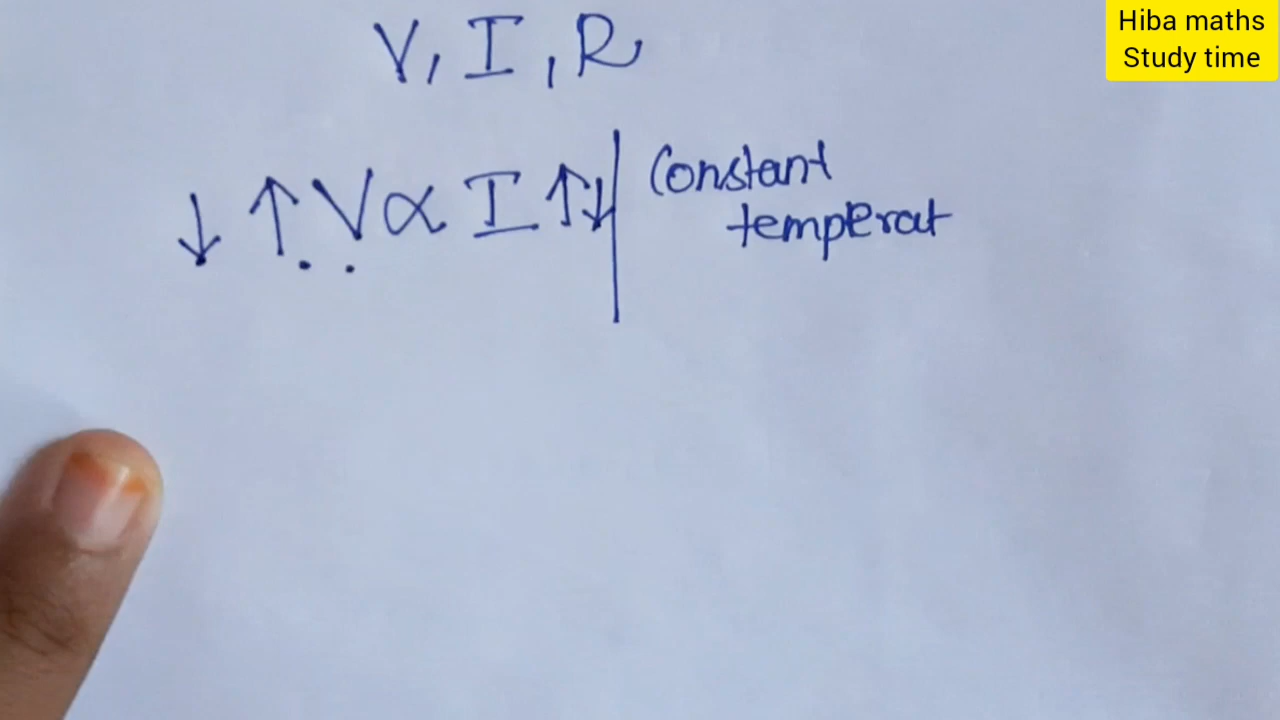 Hiba maths
Study time
V, I, R
↓ ↑ V ∝ I ↑↓ | Constant
temperat